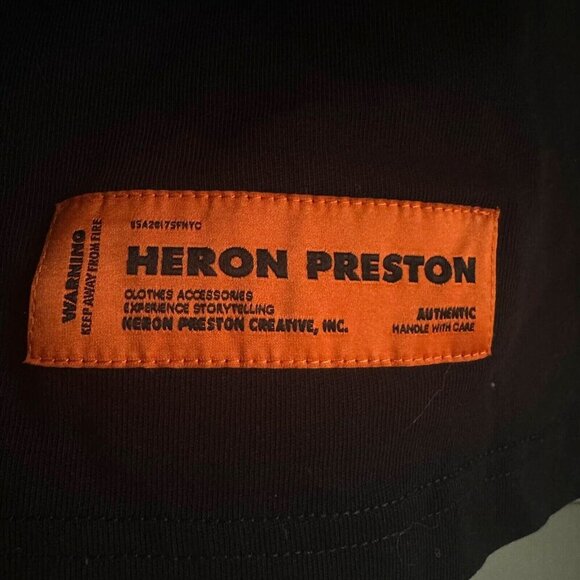 WARNING
KEEP AWAY FROM FIRE
USA2017SFNYC
HERON PRESTON
CLOTHES ACCESSORIES
EXPERIENCE STORYTELLING
HERON PRESTON CREATIVE, INC.
AUTHENTIC
HANDLE WITH CARE